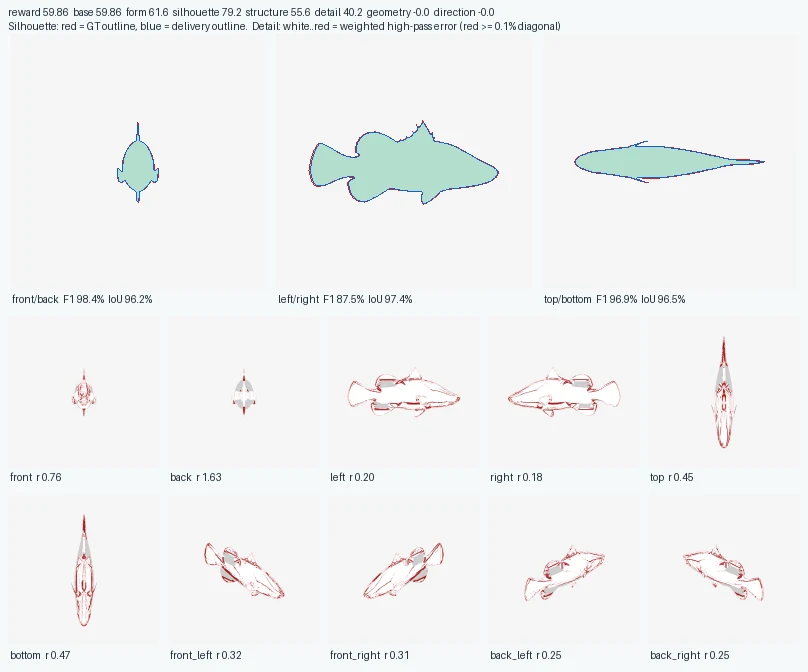 reward 59.86 base 59.86 form 61.6 silhouette 79.2 structure 55.6 detail 40.2 geometry -0.0 direction -0.0
Silhouette: red = GT outline, blue = delivery outline. Detail: white..red = weighted high-pass error (red >= 0.1% diagonal)
front/back F1 98.4% IoU 96.2%
left/right F1 87.5% IoU 97.4%
top/bottom F1 96.9% IoU 96.5%
front r 0.76
back r 1.63
left r 0.20
right r 0.18
top r 0.45
bottom r 0.47
front_left r 0.32
front_right r 0.31
back_left r 0.25
back_right r 0.25